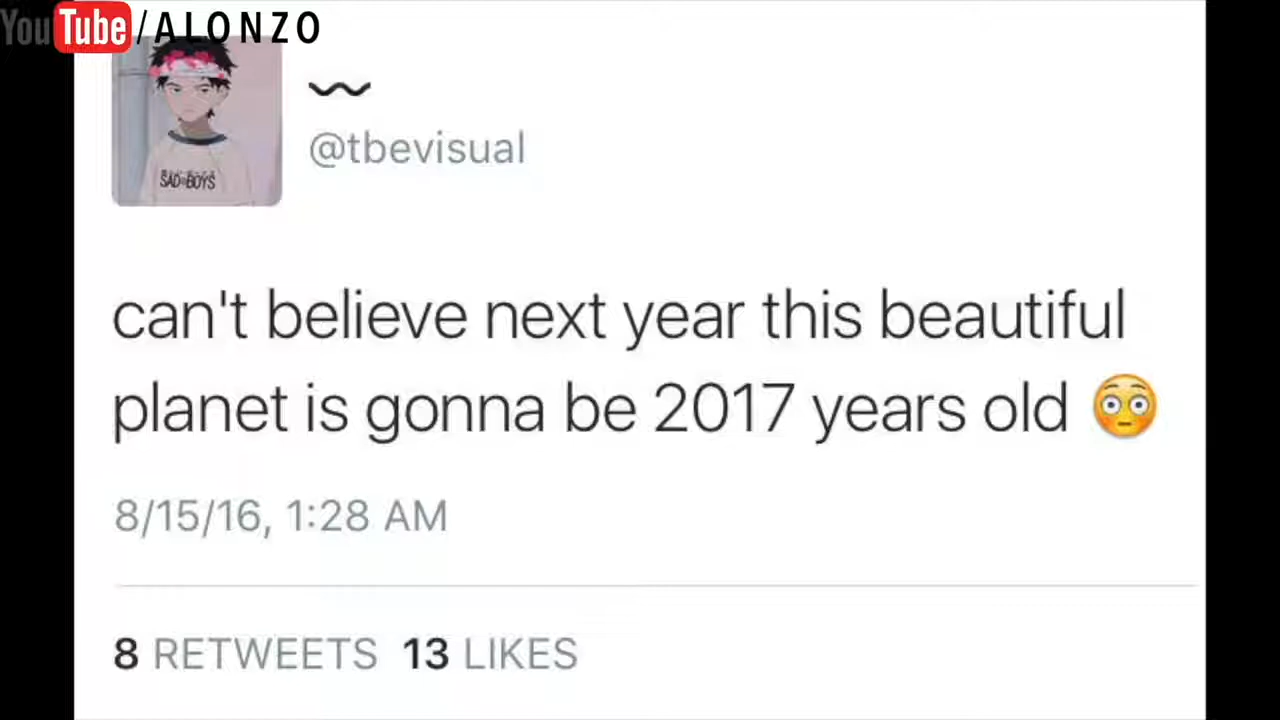 YouTube/ALONZO
@tbevisual
SAD BOYS
can't believe next year this beautiful
planet is gonna be 2017 years old 😳
8/15/16, 1:28 AM
8 RETWEETS 13 LIKES